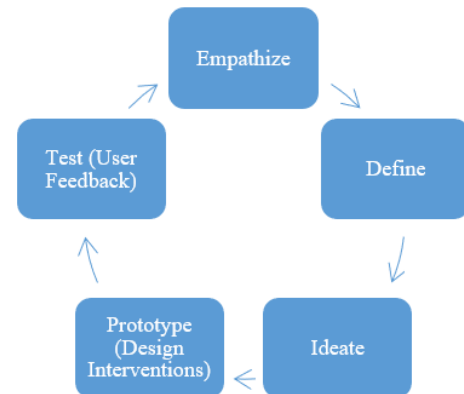 Empathize
Define
Ideate
Prototype
(Design
Interventions)
Test (User
Feedback)